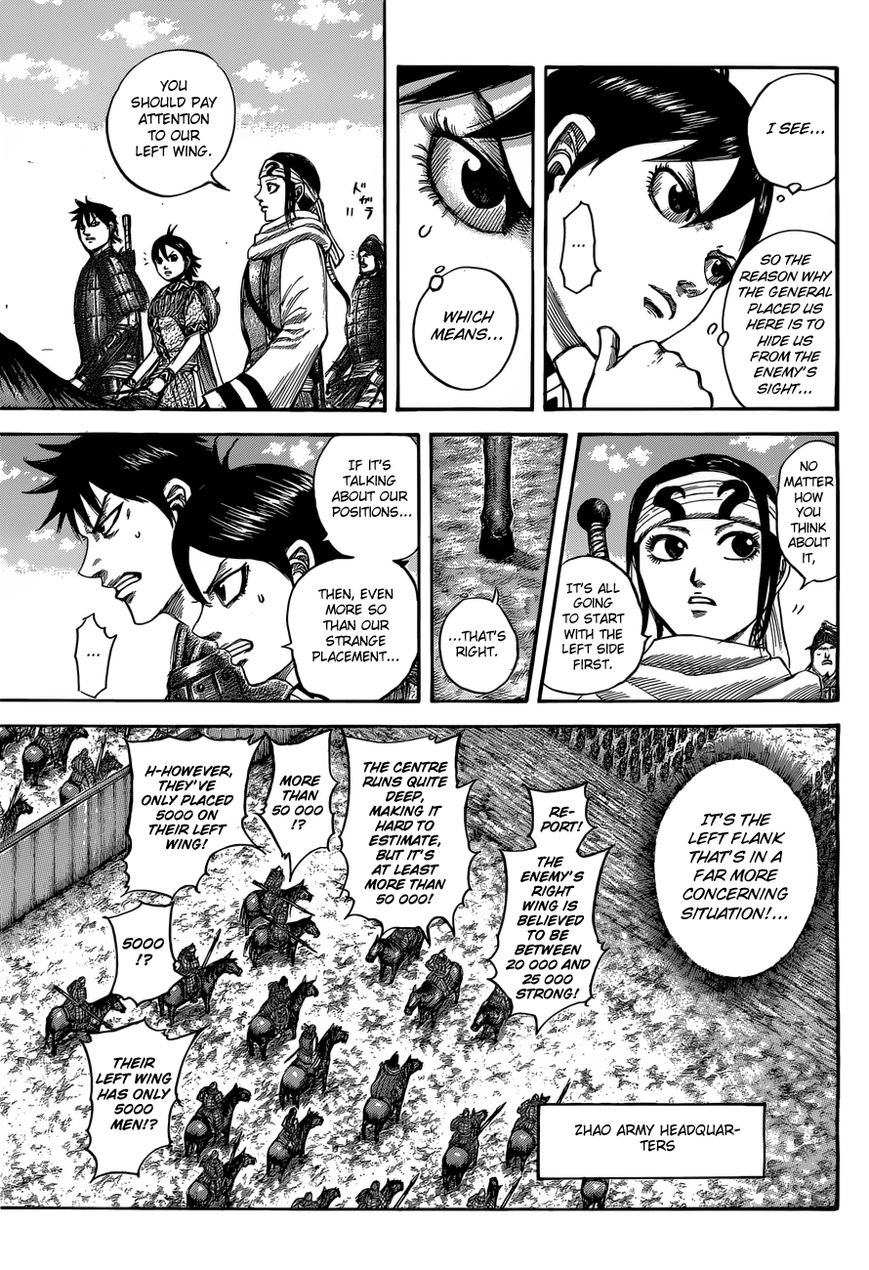 I SEE...
SO THE
REASON WHY
THE GENERAL
PLACED US
HERE IS TO
HIDE US
FROM THE
ENEMY'S
SIGHT...
...
WHICH
MEANS...
YOU
SHOULD PAY
ATTENTION
TO OUR
LEFT WING.
ドガラ
NO
MATTER
HOW
YOU
THINK
ABOUT
IT,
IT'S ALL
GOING
TO START
WITH THE
LEFT SIDE
FIRST.
...THAT'S
RIGHT.
IF IT'S
TALKING
ABOUT OUR
POSITIONS...
THEN, EVEN
MORE SO
THAN OUR
STRANGE
PLACEMENT...
...
IT'S THE
LEFT FLANK
THAT'S IN A
FAR MORE
CONCERNING
SITUATION!...
RE-
PORT!
THE
ENEMY'S
RIGHT
WING IS
BELIEVED
TO BE
BETWEEN
20 000 AND
25 000
STRONG!
THE CENTRE
RUNS QUITE
DEEP,
MAKING IT
HARD TO
ESTIMATE,
BUT IT'S
AT LEAST
MORE THAN
50 000!
MORE
THAN
50 000
!?
H-HOWEVER,
THEY'VE
ONLY PLACED
5000 ON
THEIR LEFT
WING!
5000
!?
THEIR
LEFT WING
HAS ONLY
5000
MEN!?
ZHAO ARMY HEADQUAR-
TERS